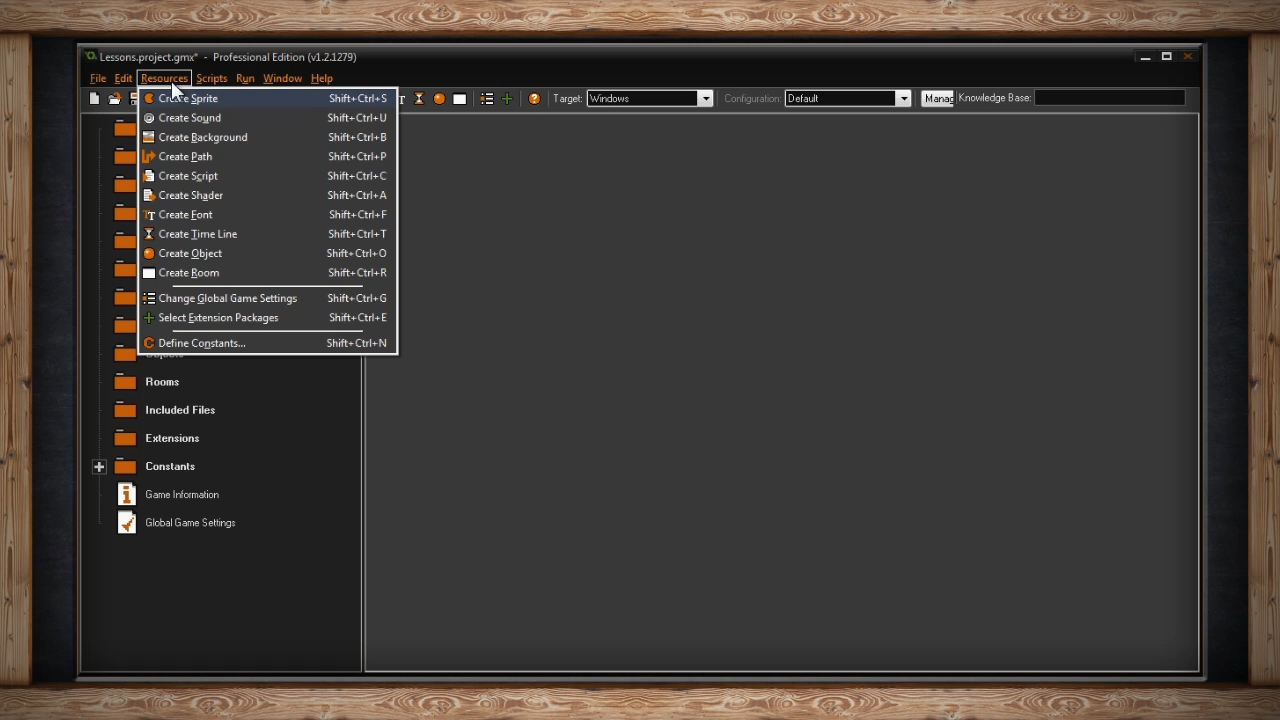 Lessons.project.gmx* - Professional Edition (v1.2.1279)
File Edit Resources Scripts Run Window Help
Target: Windows Configuration: Default Manag Knowledge Base:
Create Sprite Shift+Ctrl+S
Create Sound Shift+Ctrl+U
Create Background Shift+Ctrl+B
Create Path Shift+Ctrl+P
Create Script Shift+Ctrl+C
Create Shader Shift+Ctrl+A
Create Font Shift+Ctrl+F
Create Time Line Shift+Ctrl+T
Create Object Shift+Ctrl+O
Create Room Shift+Ctrl+R
Change Global Game Settings Shift+Ctrl+G
Select Extension Packages Shift+Ctrl+E
Define Constants... Shift+Ctrl+N
Objects
Rooms
Included Files
Extensions
Constants
Game Information
Global Game Settings